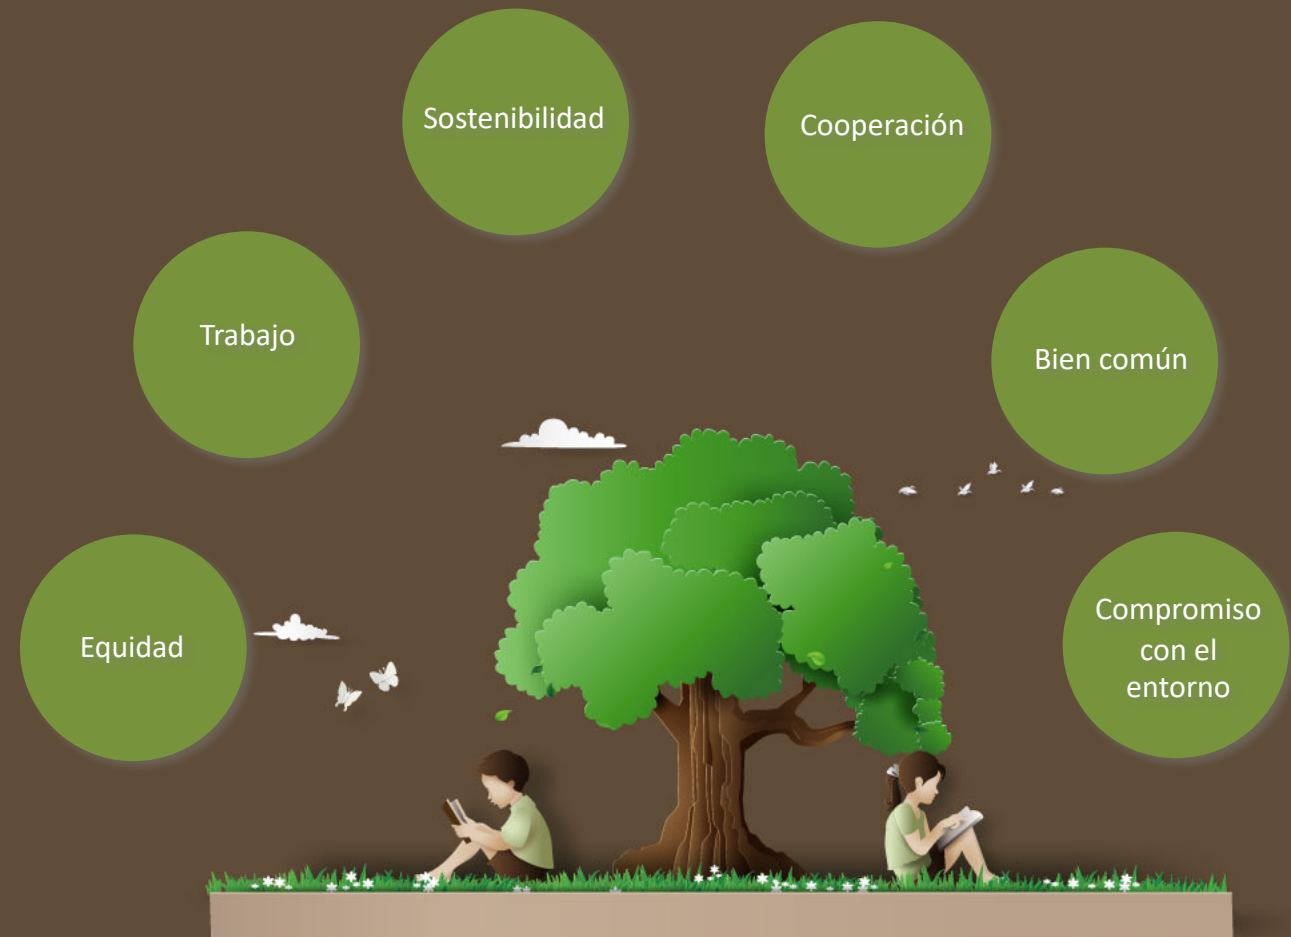 Sostenibilidad
Cooperación
Trabajo
Bien común
Equidad
Compromiso
con el
entorno